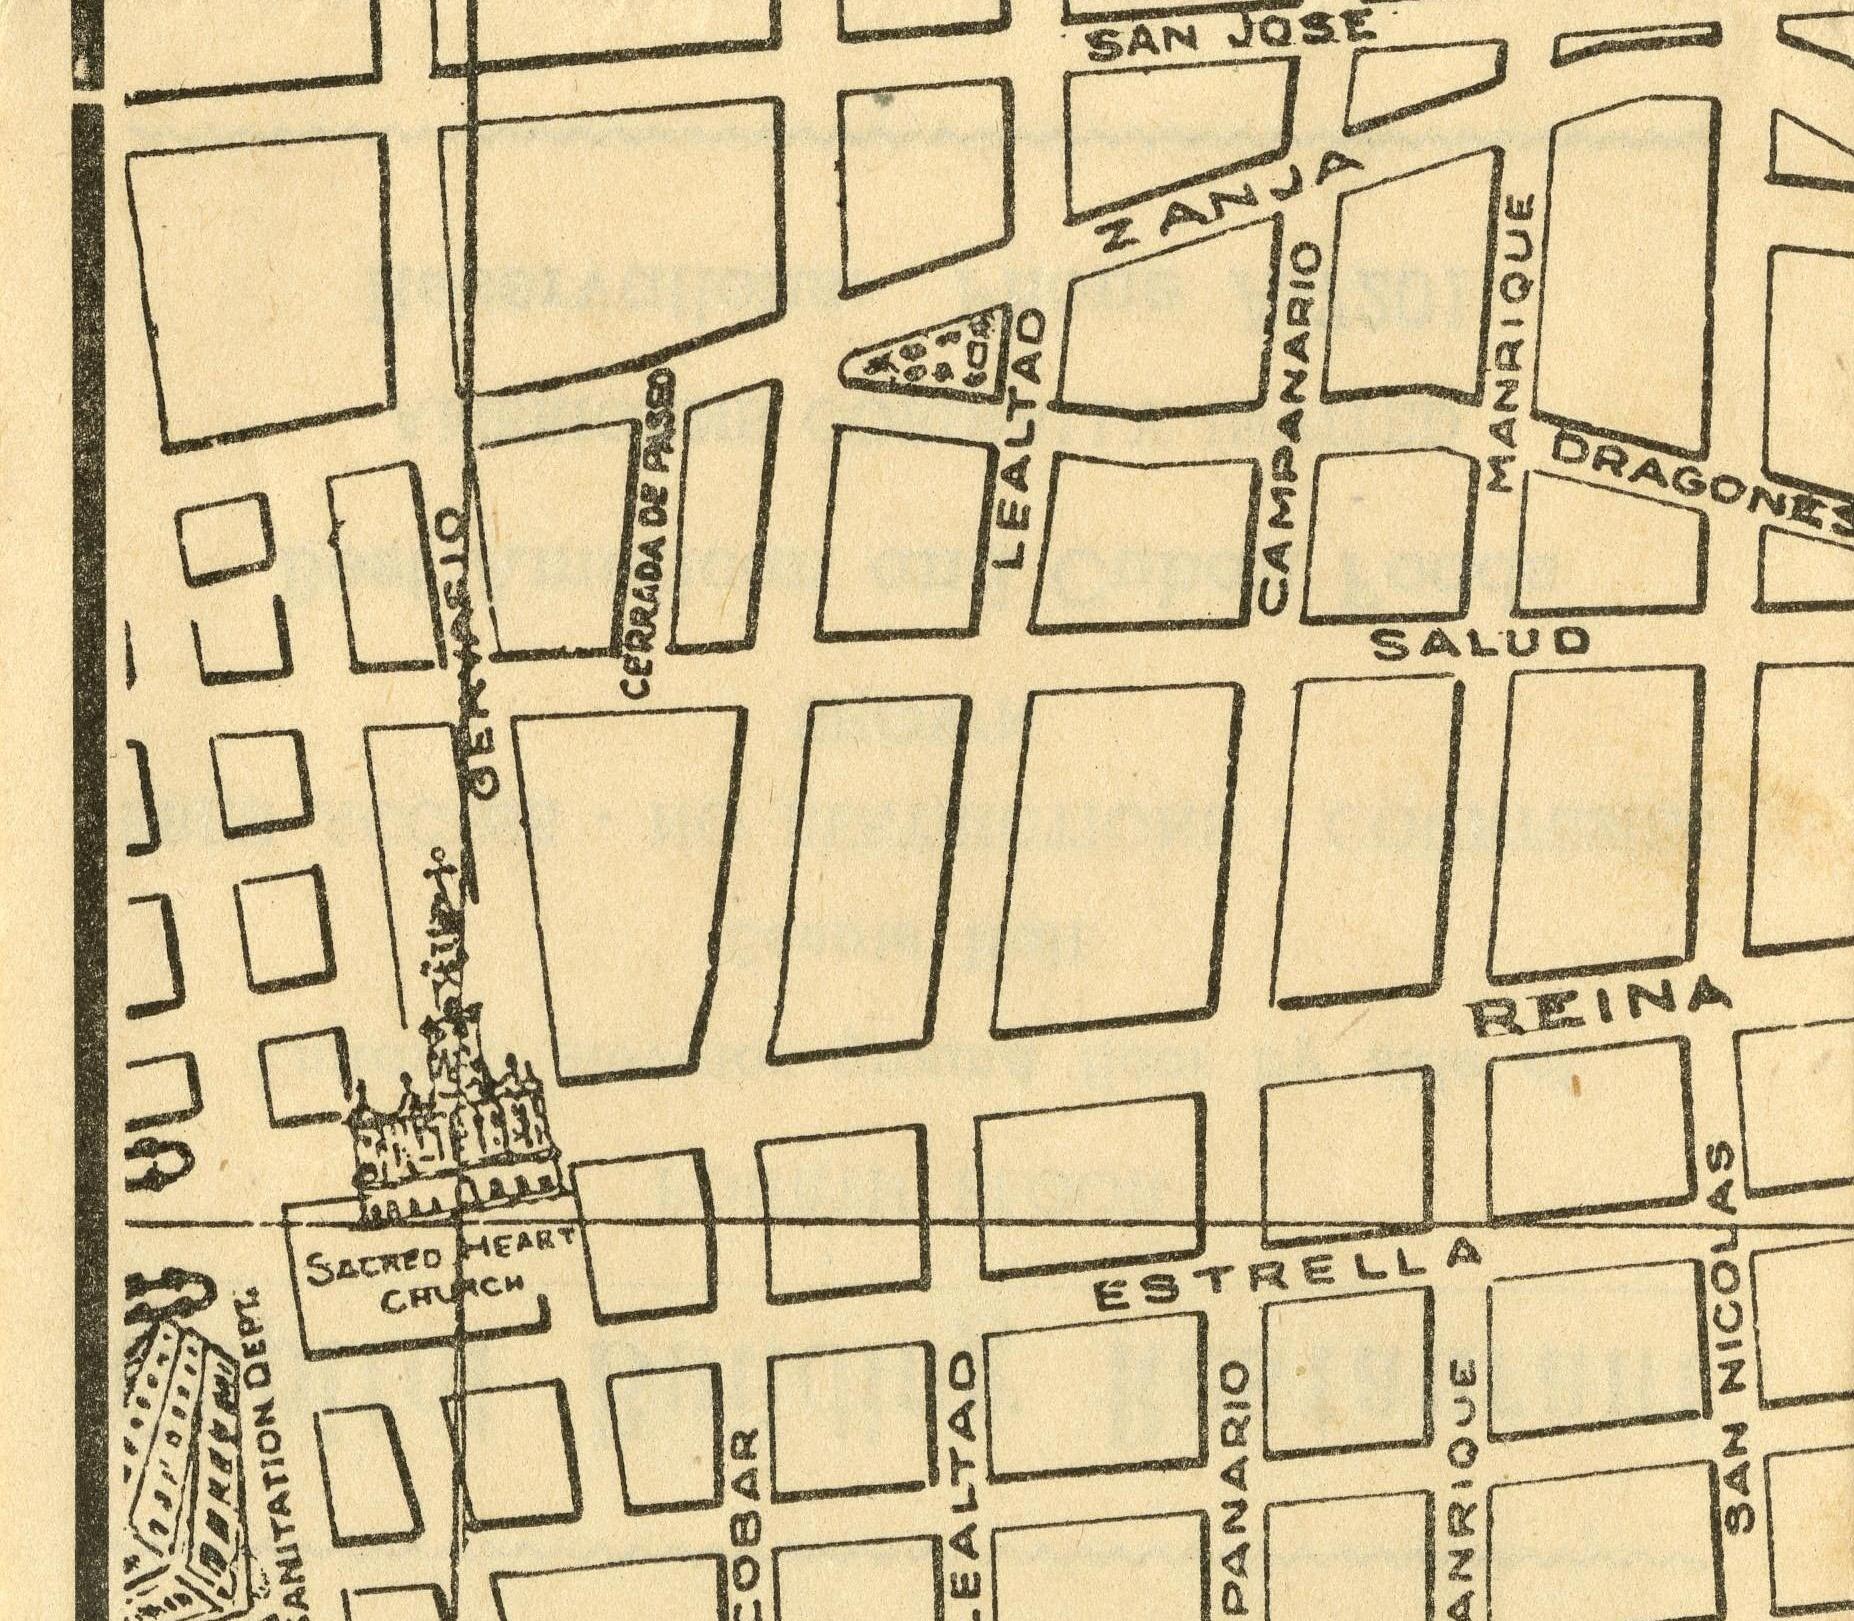 SAN JOSE
ZANJA
MANRIQUE
CAMPANARIO
LEALTAD
CERRADA DE PASEO
DRAGONES
GERVASIO
SALUD
REINA
SACRED HEART
CHURCH
ESTRELLA
SAN NICOLAS
SANITATION DEPT.
COBAR
LEALTAD
PANARIO
ANRIQUE